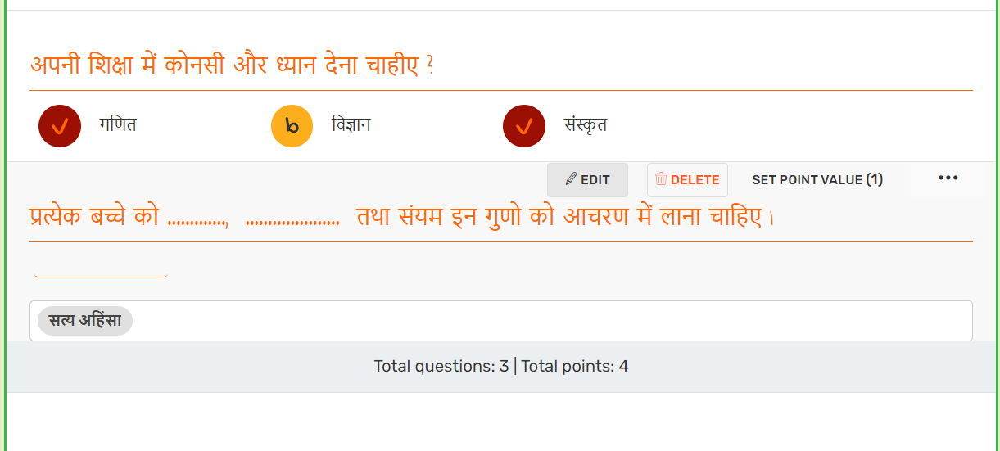 अपनी शिक्षा में कोनसी और ध्यान देना चाहीए ?
गणित b विज्ञान संस्कृत
EDIT DELETE SET POINT VALUE (1) •••
प्रत्येक बच्चे को ............., ..................... तथा संयम इन गुणो को आचरण में लाना चाहिए।
सत्य अहिंसा
Total questions: 3 | Total points: 4